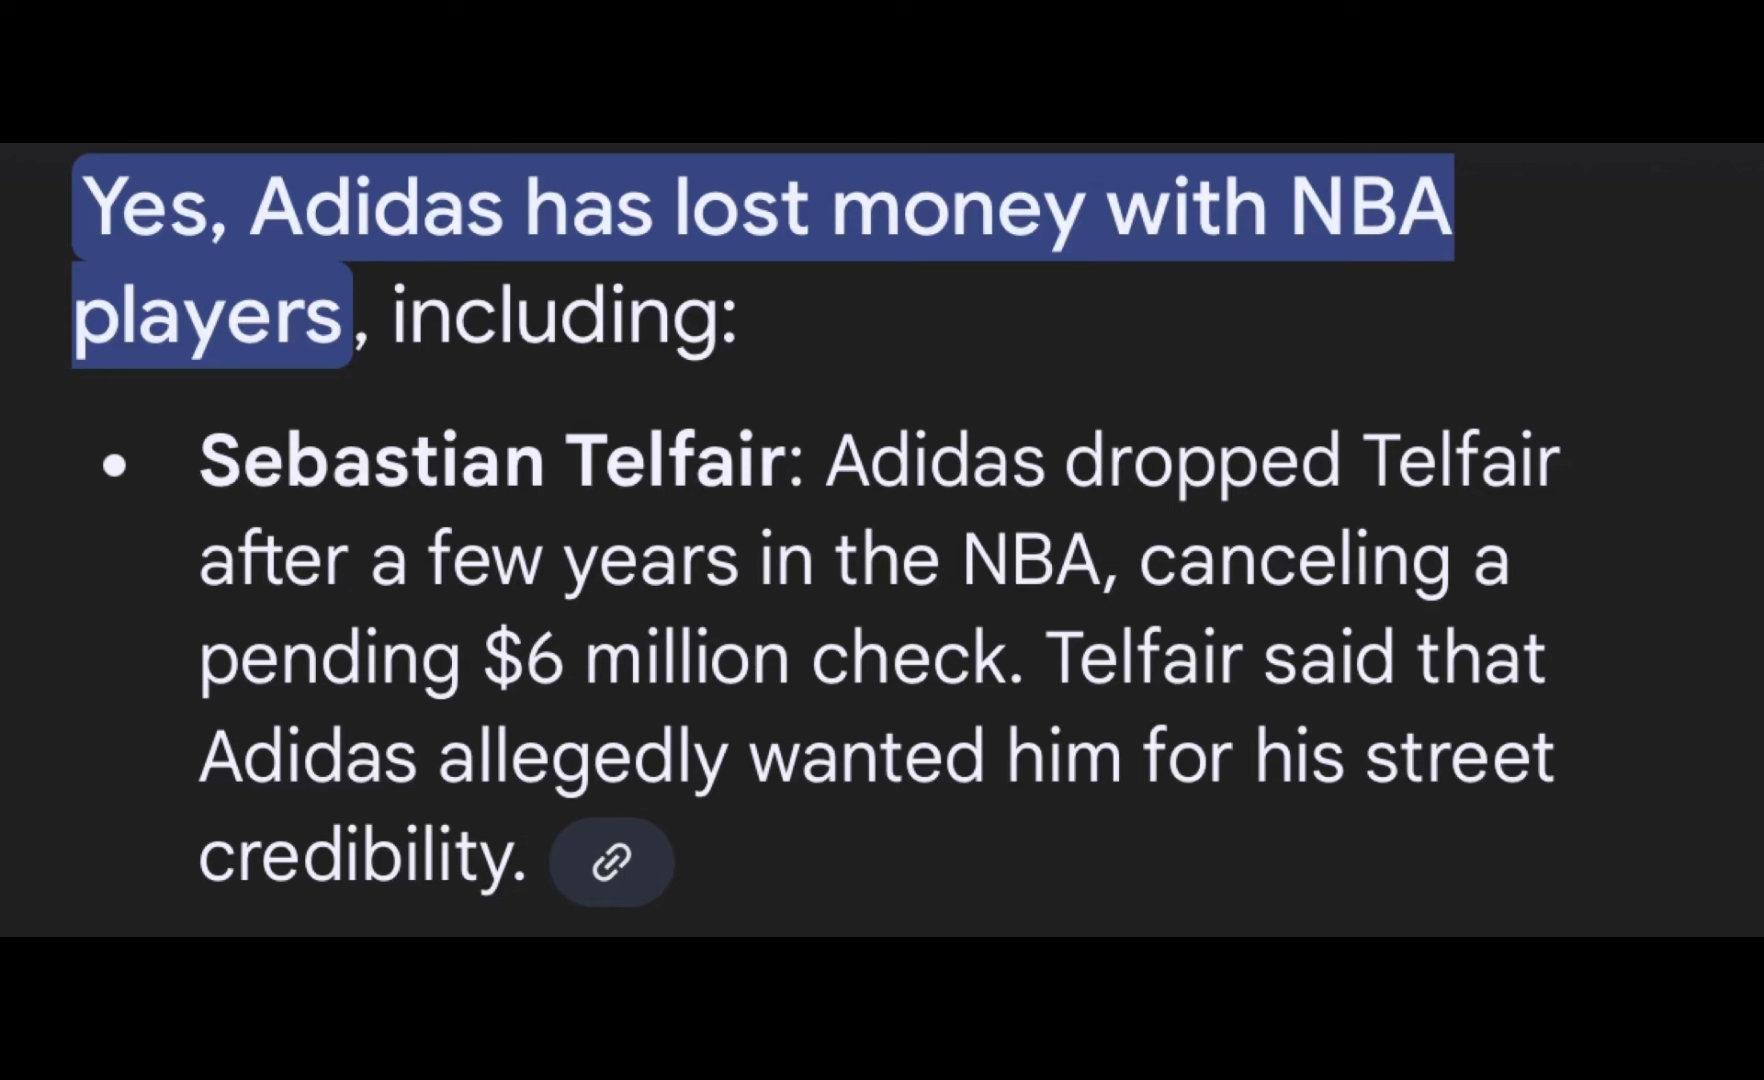 Yes, Adidas has lost money with NBA
players, including:
• Sebastian Telfair: Adidas dropped Telfair
after a few years in the NBA, canceling a
pending $6 million check. Telfair said that
Adidas allegedly wanted him for his street
credibility.